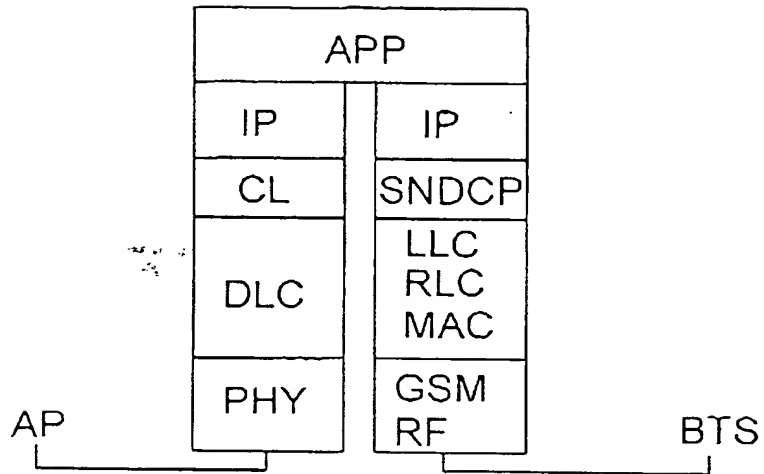 APP
IP IP
CL SNDCP
LLC
DLC RLC
MAC
PHY GSM
RF
AP BTS